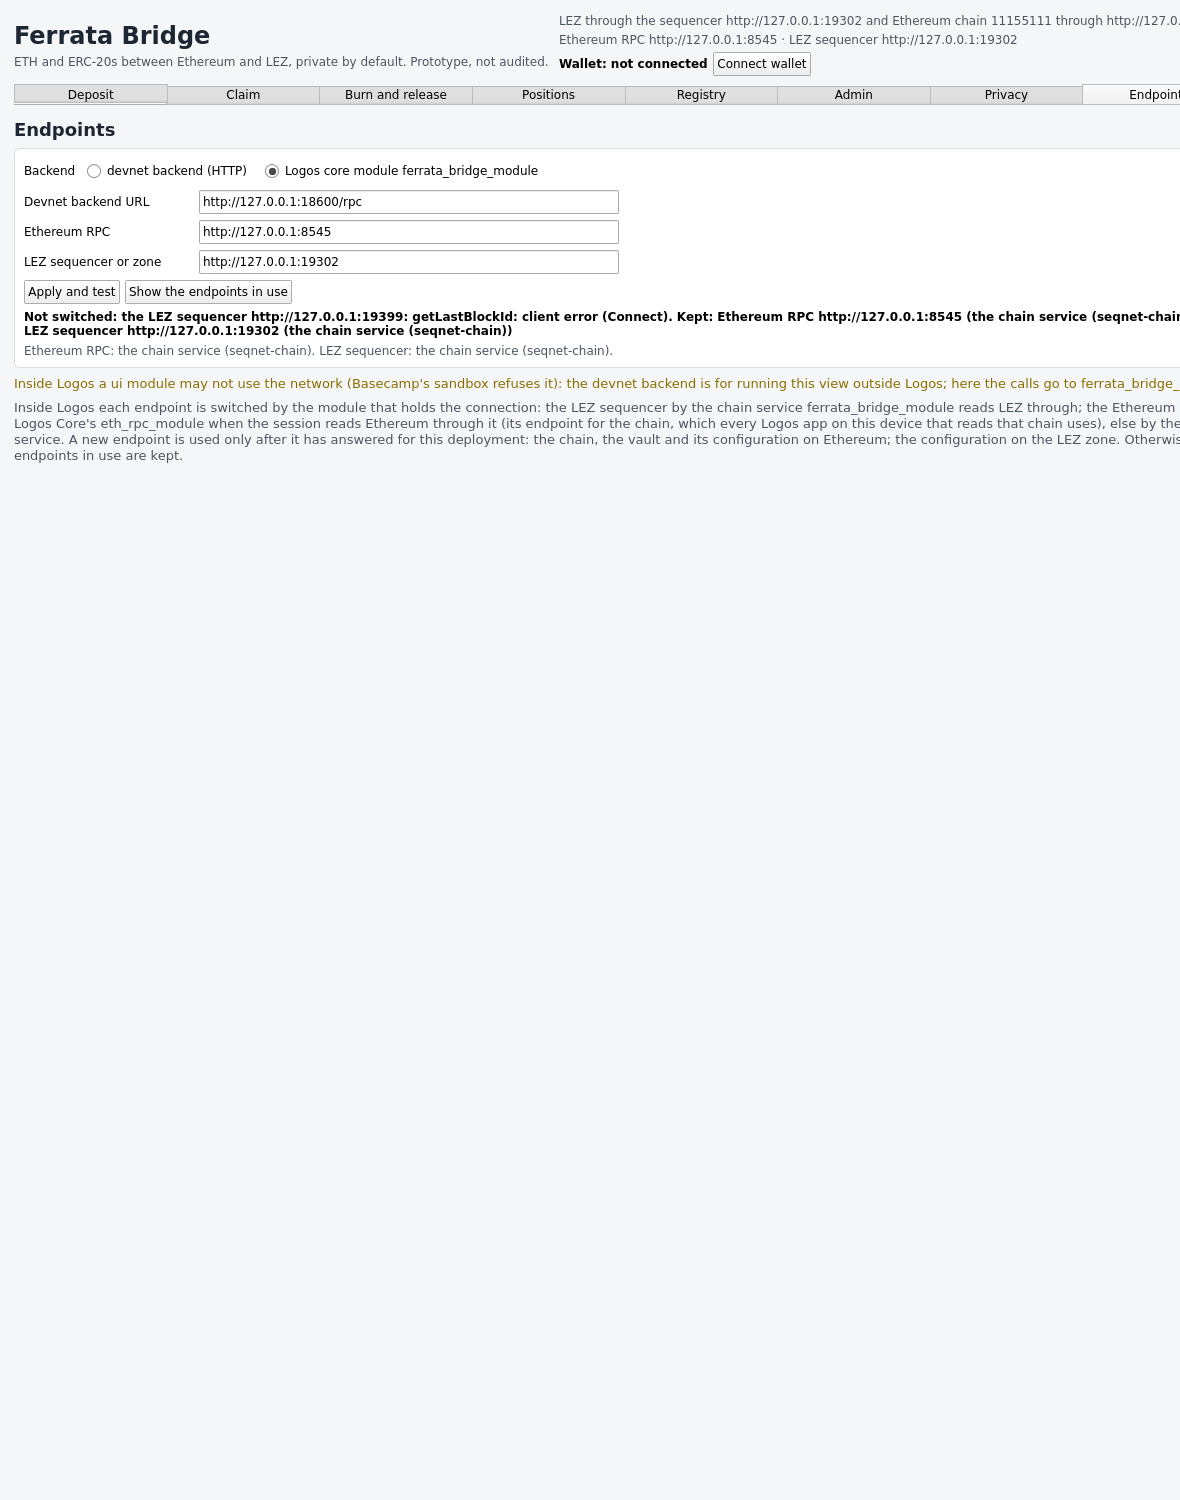 Ferrata Bridge
ETH and ERC-20s between Ethereum and LEZ, private by default. Prototype, not audited.
LEZ through the sequencer http://127.0.0.1:19302 and Ethereum chain 11155111 through http://127.0.
Ethereum RPC http://127.0.0.1:8545 · LEZ sequencer http://127.0.0.1:19302
Wallet: not connected Connect wallet
Deposit Claim Burn and release Positions Registry Admin Privacy Endpoint
Endpoints
Backend devnet backend (HTTP) Logos core module ferrata_bridge_module
Devnet backend URL http://127.0.0.1:18600/rpc
Ethereum RPC http://127.0.0.1:8545
LEZ sequencer or zone http://127.0.0.1:19302
Apply and test Show the endpoints in use
Not switched: the LEZ sequencer http://127.0.0.1:19399: getLastBlockId: client error (Connect). Kept: Ethereum RPC http://127.0.0.1:8545 (the chain service (seqnet-chain
LEZ sequencer http://127.0.0.1:19302 (the chain service (seqnet-chain))
Ethereum RPC: the chain service (seqnet-chain). LEZ sequencer: the chain service (seqnet-chain).
Inside Logos a ui module may not use the network (Basecamp's sandbox refuses it): the devnet backend is for running this view outside Logos; here the calls go to ferrata_bridge_
Inside Logos each endpoint is switched by the module that holds the connection: the LEZ sequencer by the chain service ferrata_bridge_module reads LEZ through; the Ethereum
Logos Core's eth_rpc_module when the session reads Ethereum through it (its endpoint for the chain, which every Logos app on this device that reads that chain uses), else by the
service. A new endpoint is used only after it has answered for this deployment: the chain, the vault and its configuration on Ethereum; the configuration on the LEZ zone. Otherwis
endpoints in use are kept.